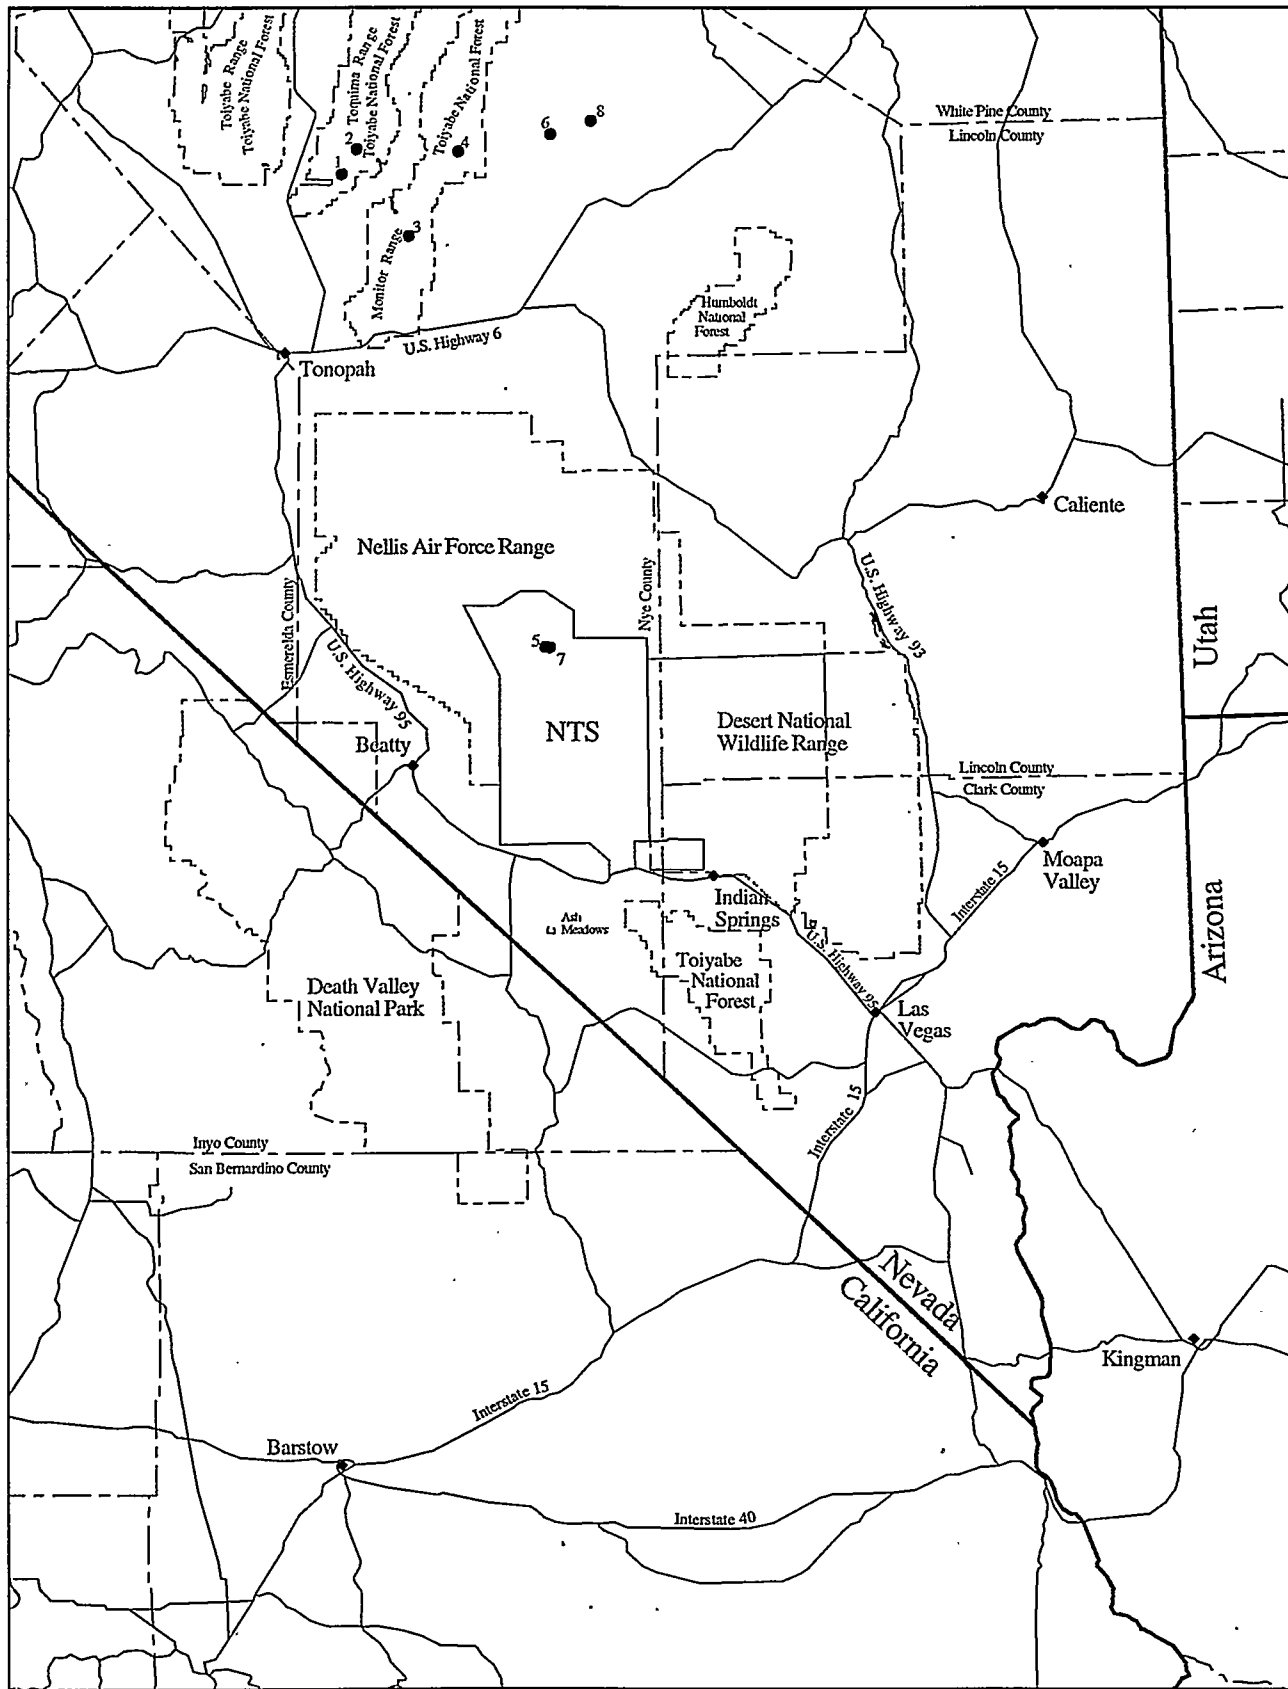 Toiyabe Range
Toiyabe National Forest
Toquima Range
Toiyabe National Forest
Toiyabe National Forest
2
4
6
8
White Pine County
Lincoln County
3
Monitor Range
Humboldt
National
Forest
U.S. Highway 6
Tonopah
Caliente
Nellis Air Force Range
Nye County
U.S. Highway 93
Esmerelda County
Utah
5
7
U.S. Highway 95
NTS
Desert National
Wildlife Range
Beatty
Lincoln County
Clark County
Moapa
Valley
Interstate 15
Indian
Springs
Ash
Meadows
Arizona
U.S. Highway 95
Toiyabe
National
Forest
Death Valley
National Park
Las
Vegas
Interstate 15
Inyo County
San Bernardino County
Nevada
California
Kingman
Interstate 15
Barstow
Interstate 40